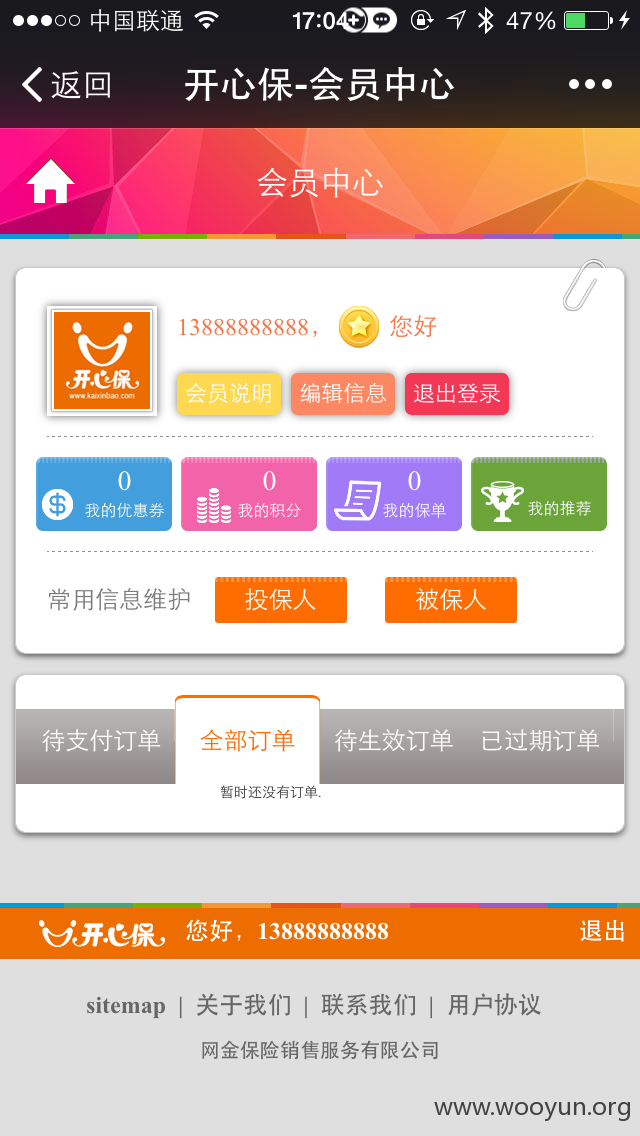 中国联通 17:04 47%
返回 开心保-会员中心
会员中心
13888888888， 您好
开心保
www.kaixinbao.com
会员说明 编辑信息 退出登录
0 0 0
我的优惠券 我的积分 我的保单 我的推荐
常用信息维护 投保人 被保人
待支付订单 全部订单 待生效订单 已过期订单
暂时还没有订单.
开心保 您好，13888888888 退出
sitemap | 关于我们 | 联系我们 | 用户协议
网金保险销售服务有限公司
www.wooyun.org